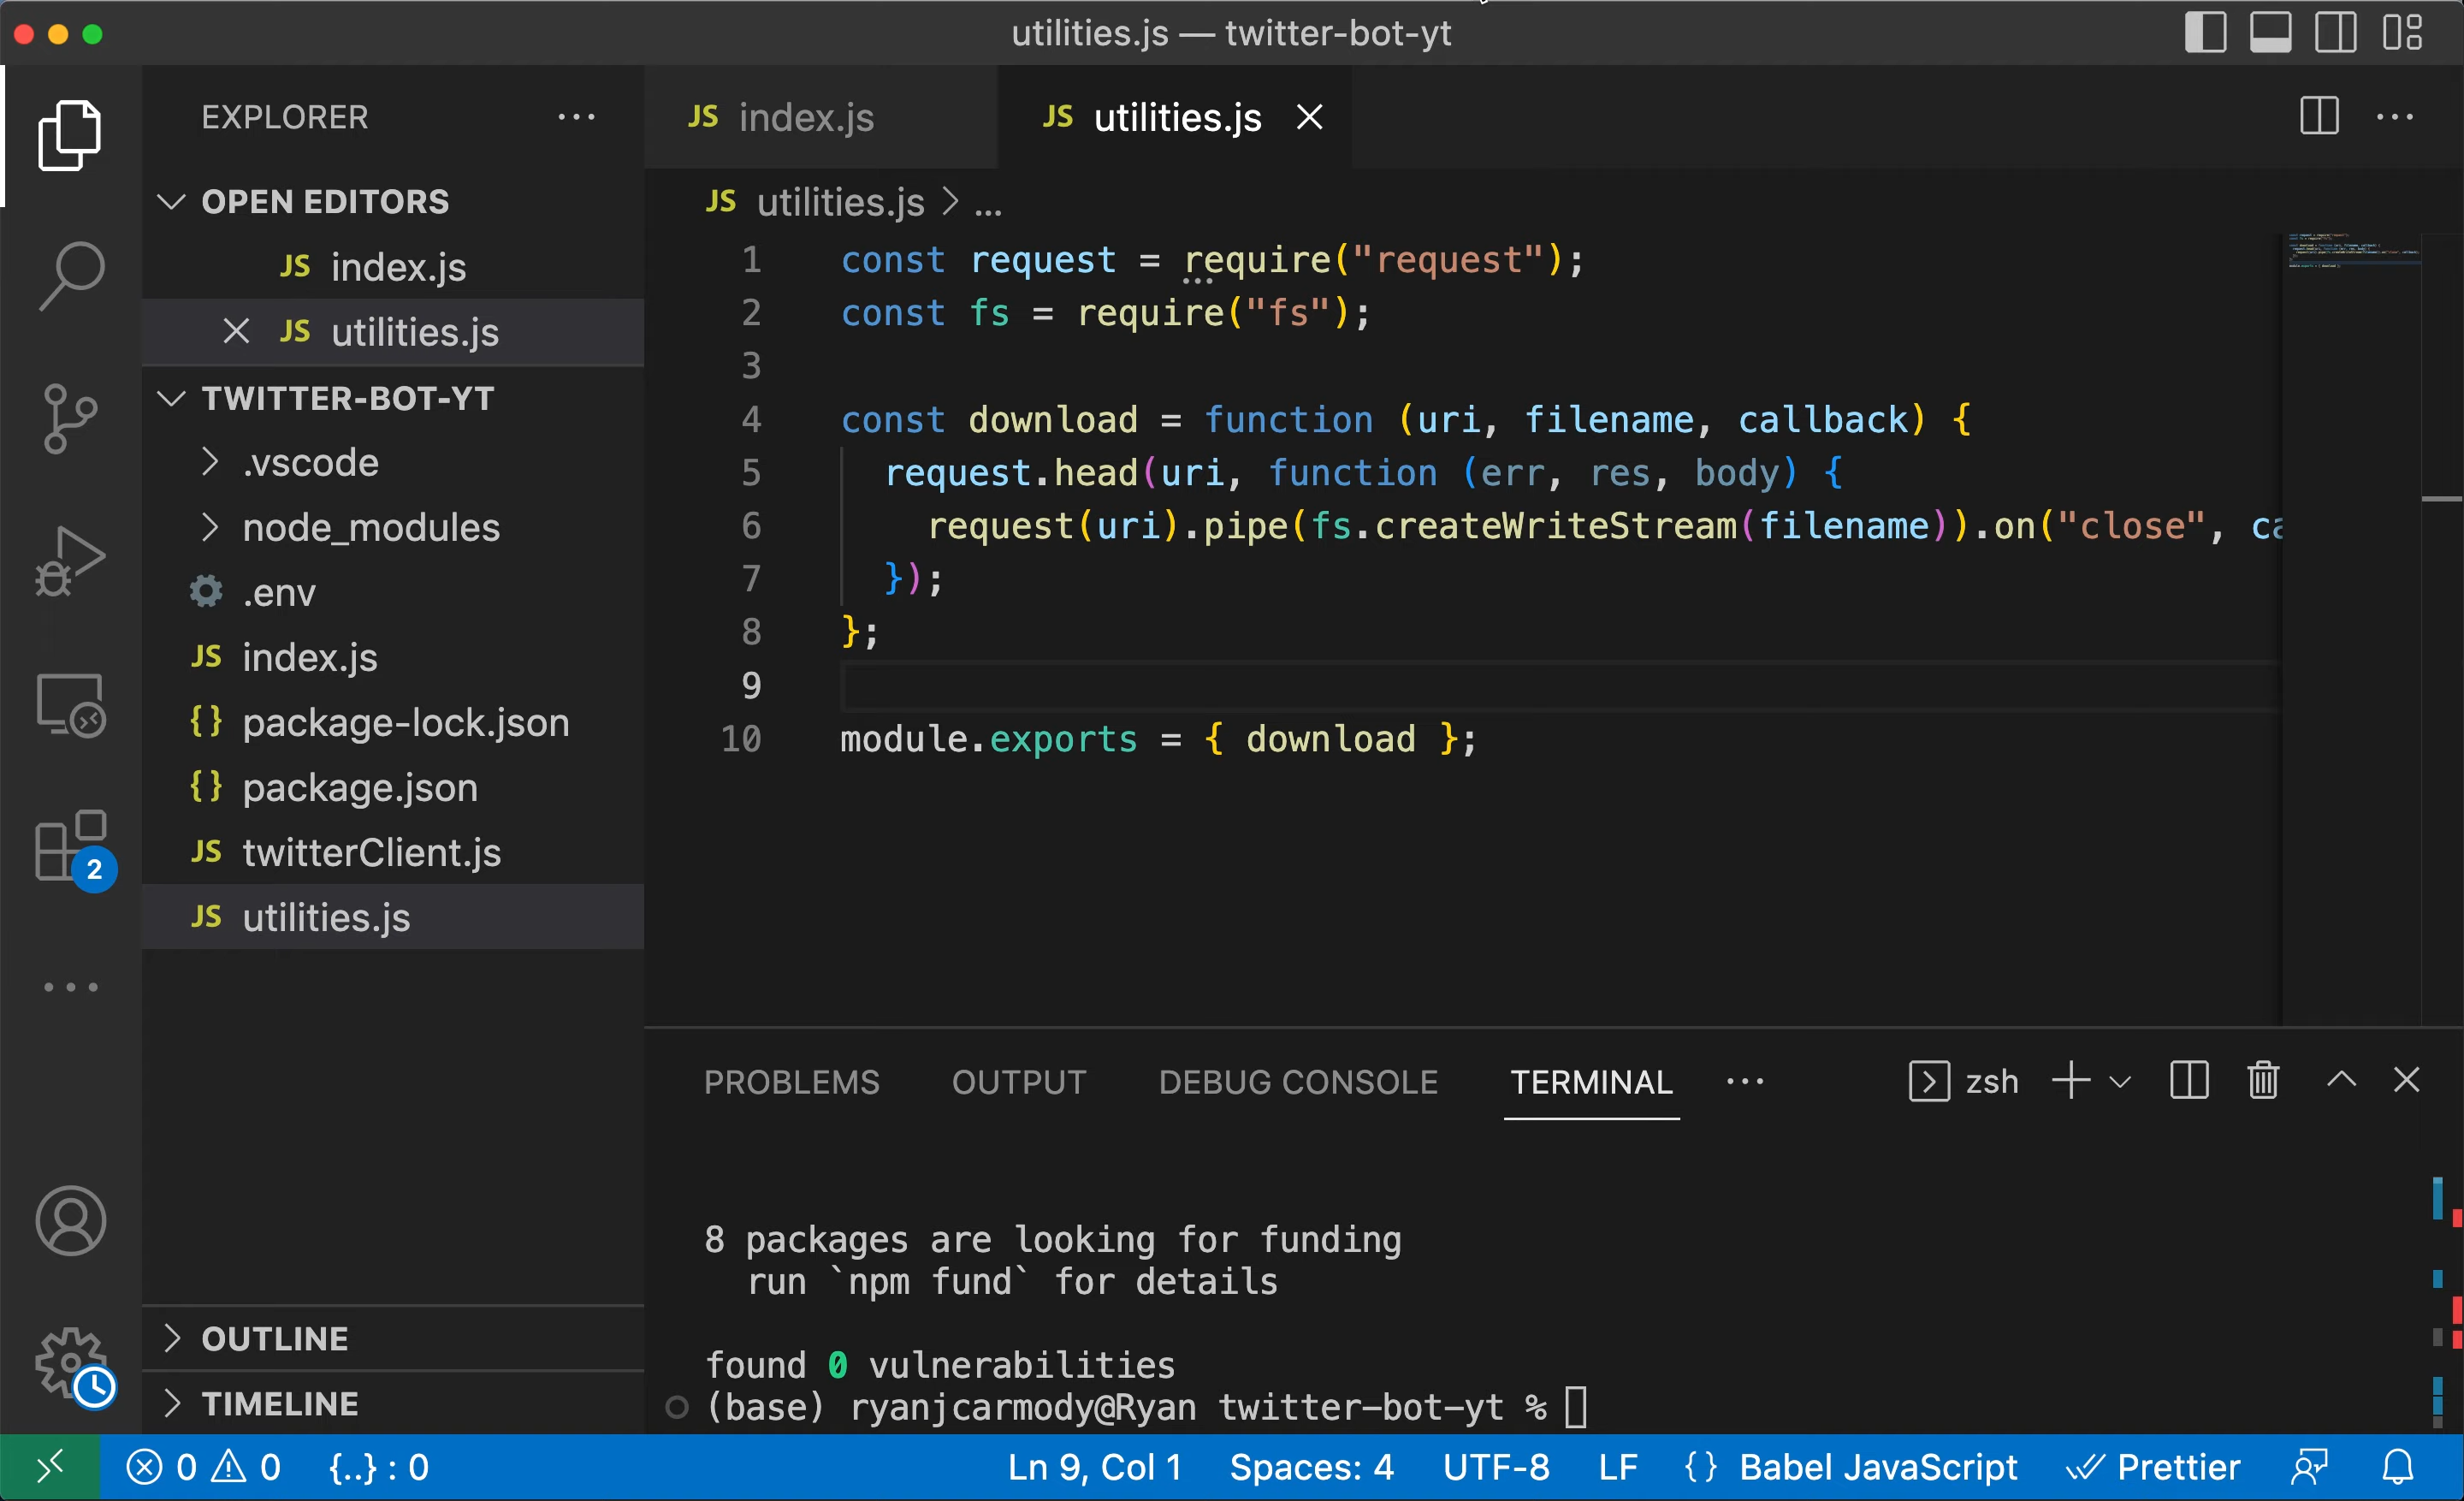 utilities.js — twitter-bot-yt
EXPLORER
OPEN EDITORS
JS index.js
JS utilities.js
TWITTER-BOT-YT
.vscode
node_modules
.env
JS index.js
{} package-lock.json
{} package.json
JS twitterClient.js
JS utilities.js
2
OUTLINE
TIMELINE
JS index.js
JS utilities.js
JS utilities.js > ...
1 const request = require("request");
2 const fs = require("fs");
3
4 const download = function (uri, filename, callback) {
5 request.head(uri, function (err, res, body) {
6 request(uri).pipe(fs.createWriteStream(filename)).on("close", ca
7 });
8 };
9
10 module.exports = { download };
PROBLEMS OUTPUT DEBUG CONSOLE TERMINAL zsh
8 packages are looking for funding
run `npm fund` for details
found 0 vulnerabilities
(base) ryanjcarmody@Ryan twitter-bot-yt %
0 0 {..} : 0 Ln 9, Col 1 Spaces: 4 UTF-8 LF {} Babel JavaScript Prettier